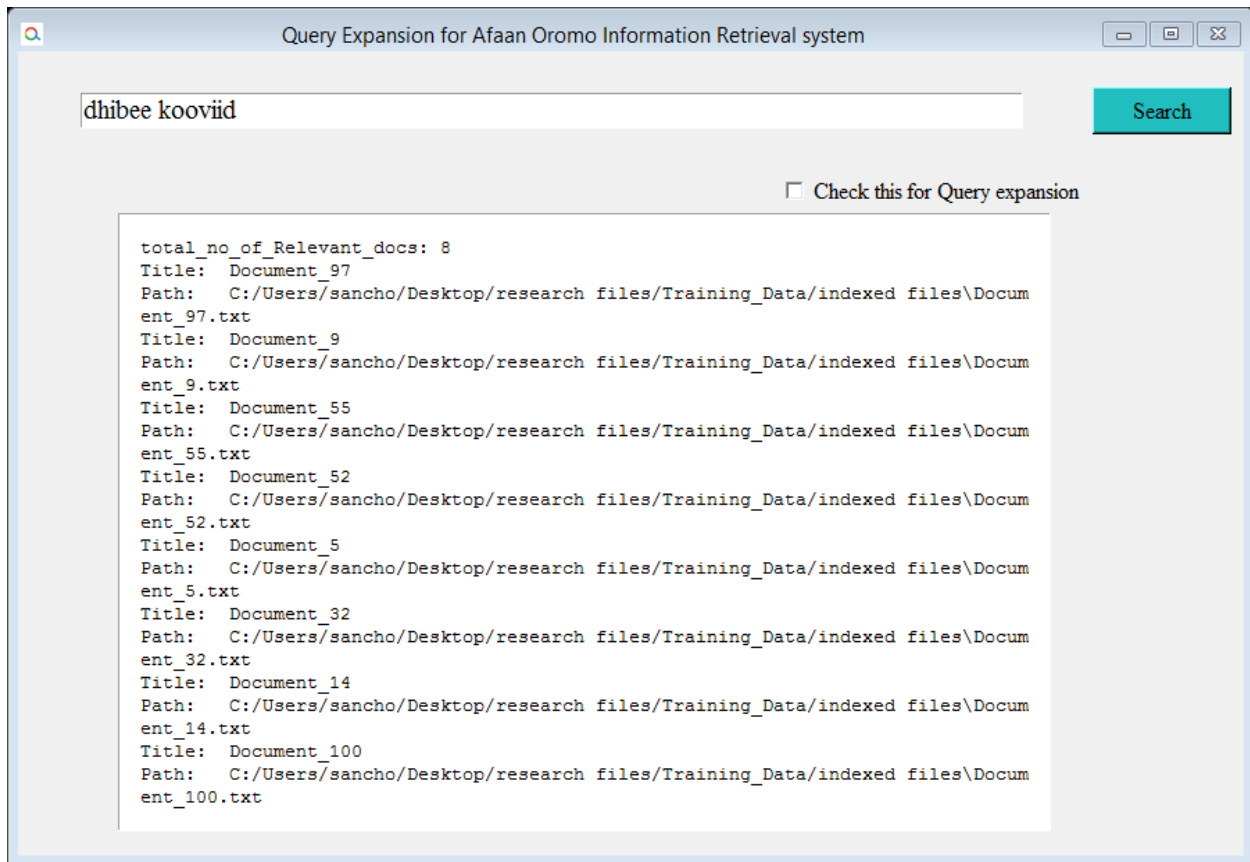 Query Expansion for Afaan Oromo Information Retrieval system
dhibee kooviid
Search
Check this for Query expansion
total_no_of_Relevant_docs: 8
Title:  Document_97
Path:   C:/Users/sancho/Desktop/research files/Training_Data/indexed files\Docum
ent_97.txt
Title:  Document_9
Path:   C:/Users/sancho/Desktop/research files/Training_Data/indexed files\Docum
ent_9.txt
Title:  Document_55
Path:   C:/Users/sancho/Desktop/research files/Training_Data/indexed files\Docum
ent_55.txt
Title:  Document_52
Path:   C:/Users/sancho/Desktop/research files/Training_Data/indexed files\Docum
ent_52.txt
Title:  Document_5
Path:   C:/Users/sancho/Desktop/research files/Training_Data/indexed files\Docum
ent_5.txt
Title:  Document_32
Path:   C:/Users/sancho/Desktop/research files/Training_Data/indexed files\Docum
ent_32.txt
Title:  Document_14
Path:   C:/Users/sancho/Desktop/research files/Training_Data/indexed files\Docum
ent_14.txt
Title:  Document_100
Path:   C:/Users/sancho/Desktop/research files/Training_Data/indexed files\Docum
ent_100.txt